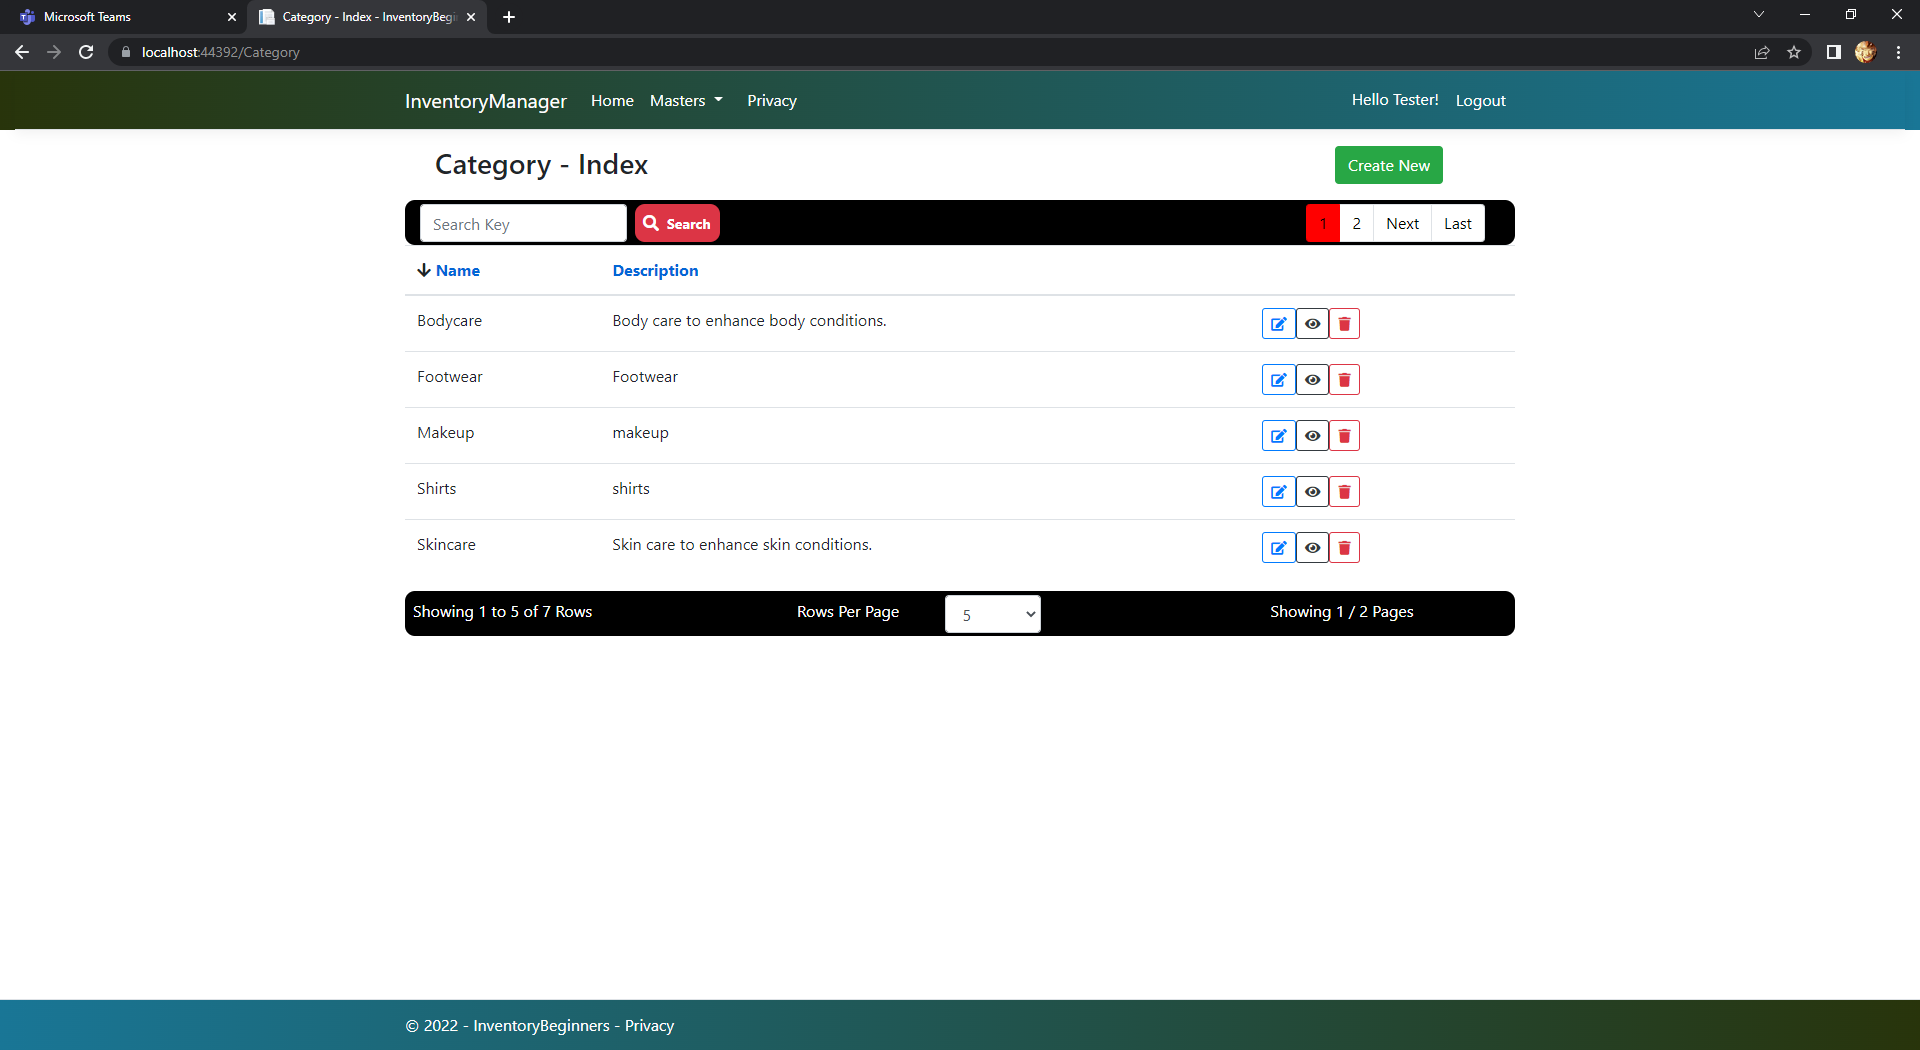 Microsoft Teams
Category - Index - InventoryBegi
localhost:44392/Category
InventoryManager Home Masters Privacy Hello Tester! Logout
Category - Index Create New
Search Key Search 1 2 Next Last
Name Description
Bodycare Body care to enhance body conditions.
Footwear Footwear
Makeup makeup
Shirts shirts
Skincare Skin care to enhance skin conditions.
Showing 1 to 5 of 7 Rows Rows Per Page 5 Showing 1 / 2 Pages
© 2022 - InventoryBeginners - Privacy